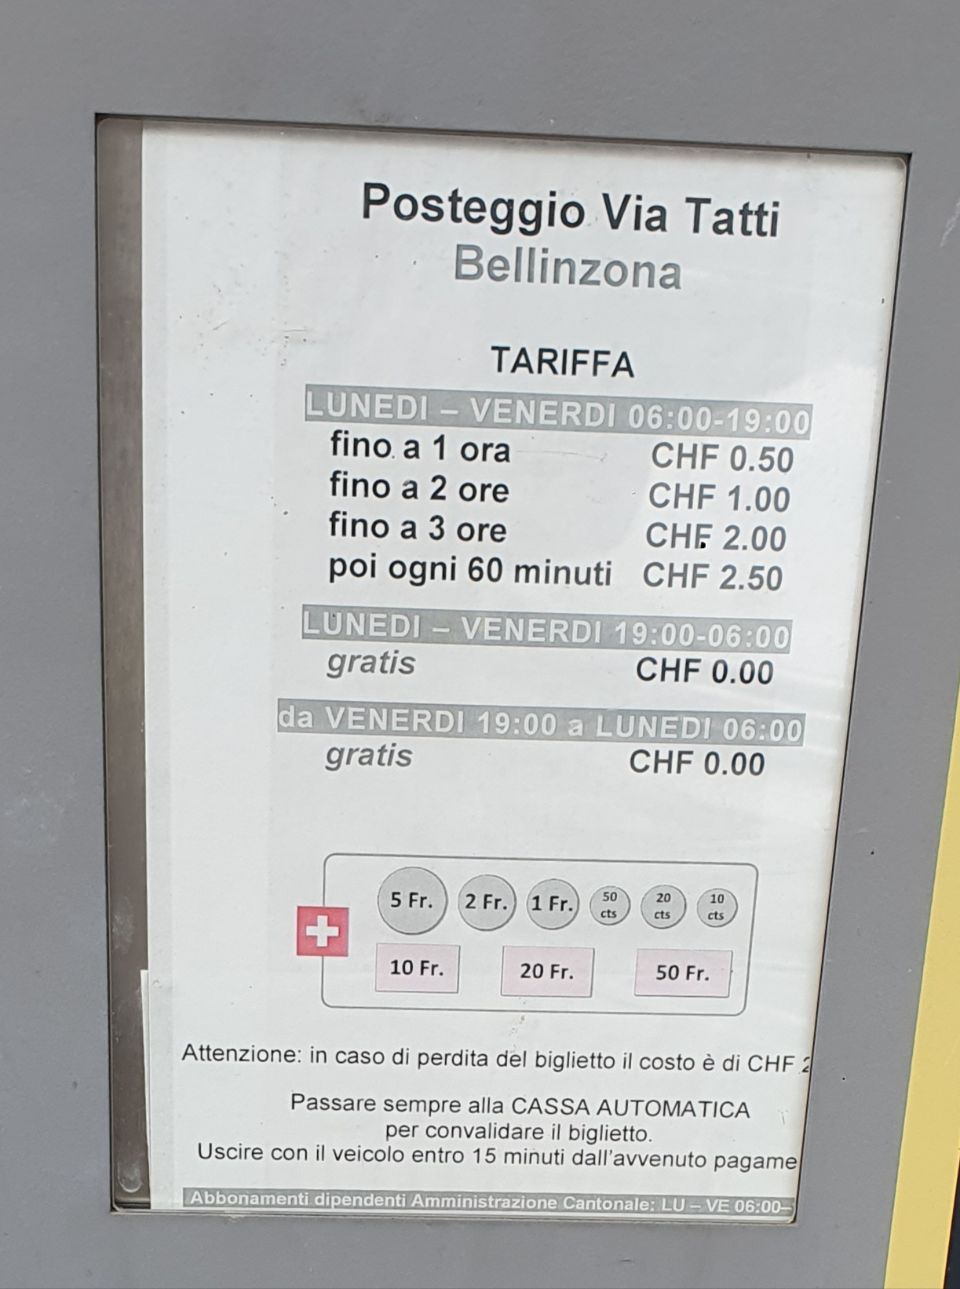 Posteggio Via Tatti
Bellinzona
TARIFFA
LUNEDI – VENERDI 06:00-19:00
fino a 1 ora CHF 0.50
fino a 2 ore CHF 1.00
fino a 3 ore CHF 2.00
poi ogni 60 minuti CHF 2.50
LUNEDI – VENERDI 19:00-06:00
gratis CHF 0.00
da VENERDI 19:00 a LUNEDI 06:00
gratis CHF 0.00
5 Fr. 2 Fr. 1 Fr. 50 cts 20 cts 10 cts
10 Fr. 20 Fr. 50 Fr.
Attenzione: in caso di perdita del biglietto il costo è di CHF
Passare sempre alla CASSA AUTOMATICA
per convalidare il biglietto.
Uscire con il veicolo entro 15 minuti dall'avvenuto pagame
Abbonamenti dipendenti Amministrazione Cantonale: LU – VE 06:00–